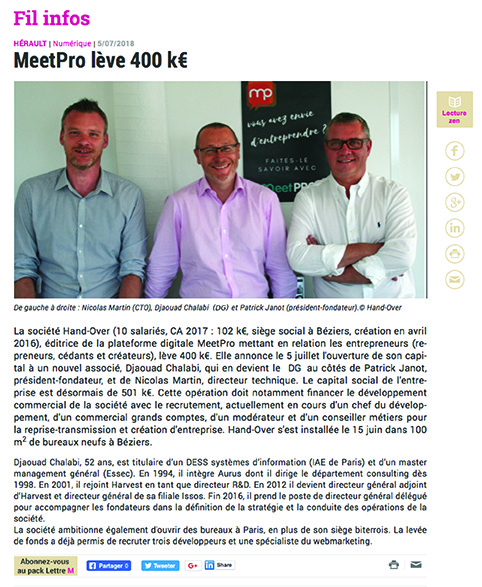 Fil infos
HÉRAULT | Numérique | 5/07/2018
MeetPro lève 400 k€
mp
vous avez envie
d'entreprendre ?
FAITES-LE
SAVOIR AVEC
meetPRO
Lecture
zen
De gauche à droite : Nicolas Martin (CTO), Djaouad Chalabi (DG) et Patrick Janot (président-fondateur).© Hand-Over
La société Hand-Over (10 salariés, CA 2017 : 102 k€, siège social à Béziers, création en avril
2016), éditrice de la plateforme digitale MeetPro mettant en relation les entrepreneurs (re-
preneurs, cédants et créateurs), lève 400 k€. Elle annonce le 5 juillet l'ouverture de son capi-
tal à un nouvel associé, Djaouad Chalabi, qui en devient le DG au côtés de Patrick Janot,
président-fondateur, et de Nicolas Martin, directeur technique. Le capital social de l'entre-
prise est désormais de 501 k€. Cette opération doit notamment financer le développement
commercial de la société avec le recrutement, actuellement en cours d'un chef du dévelop-
pement, d'un commercial grands comptes, d'un modérateur et d'un conseiller métiers pour
la reprise-transmission et création d'entreprise. Hand-Over s'est installée le 15 juin dans 100
m² de bureaux neufs à Béziers.
Djaouad Chalabi, 52 ans, est titulaire d'un DESS systèmes d'information (IAE de Paris) et d'un master
management général (Essec). En 1994, il intègre Aurus dont il dirige le département consulting dès
1998. En 2001, il rejoint Harvest en tant que directeur R&D. En 2012 il devient directeur général adjoint
d'Harvest et directeur général de sa filiale Issos. Fin 2016, il prend le poste de directeur général délégué
pour accompagner les fondateurs dans la définition de la stratégie et la conduite des opérations de la
société.
La société ambitionne également d'ouvrir des bureaux à Paris, en plus de son siège biterrois. La levée
de fonds a déjà permis de recruter trois développeurs et une spécialiste du webmarketing.
Abonnez-vous
au pack Lettre M
Partager 0
Tweeter
G+
in Share